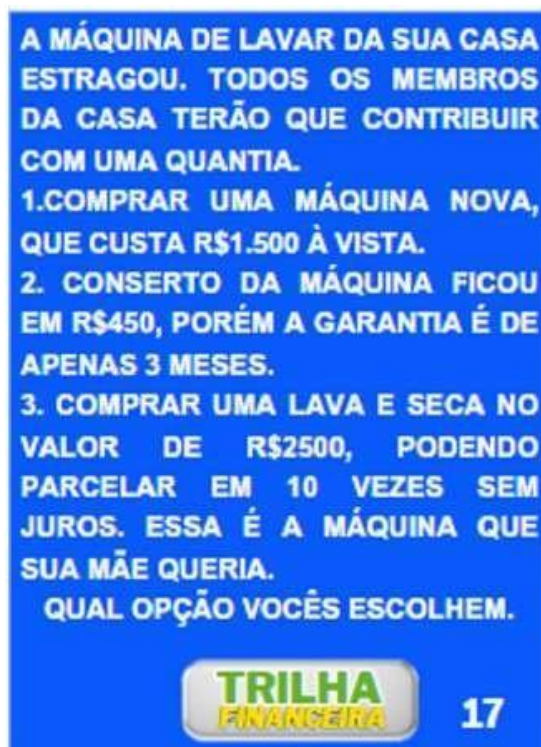 A MÁQUINA DE LAVAR DA SUA CASA
ESTRAGOU. TODOS OS MEMBROS
DA CASA TERÃO QUE CONTRIBUIR
COM UMA QUANTIA.
1.COMPRAR UMA MÁQUINA NOVA,
QUE CUSTA R$1.500 À VISTA.
2. CONSERTO DA MÁQUINA FICOU
EM R$450, PORÉM A GARANTIA É DE
APENAS 3 MESES.
3. COMPRAR UMA LAVA E SECA NO
VALOR DE R$2500, PODENDO
PARCELAR EM 10 VEZES SEM
JUROS. ESSA É A MÁQUINA QUE
SUA MÃE QUERIA.
QUAL OPÇÃO VOCÊS ESCOLHEM.
TRILHA
FINANCEIRA
17